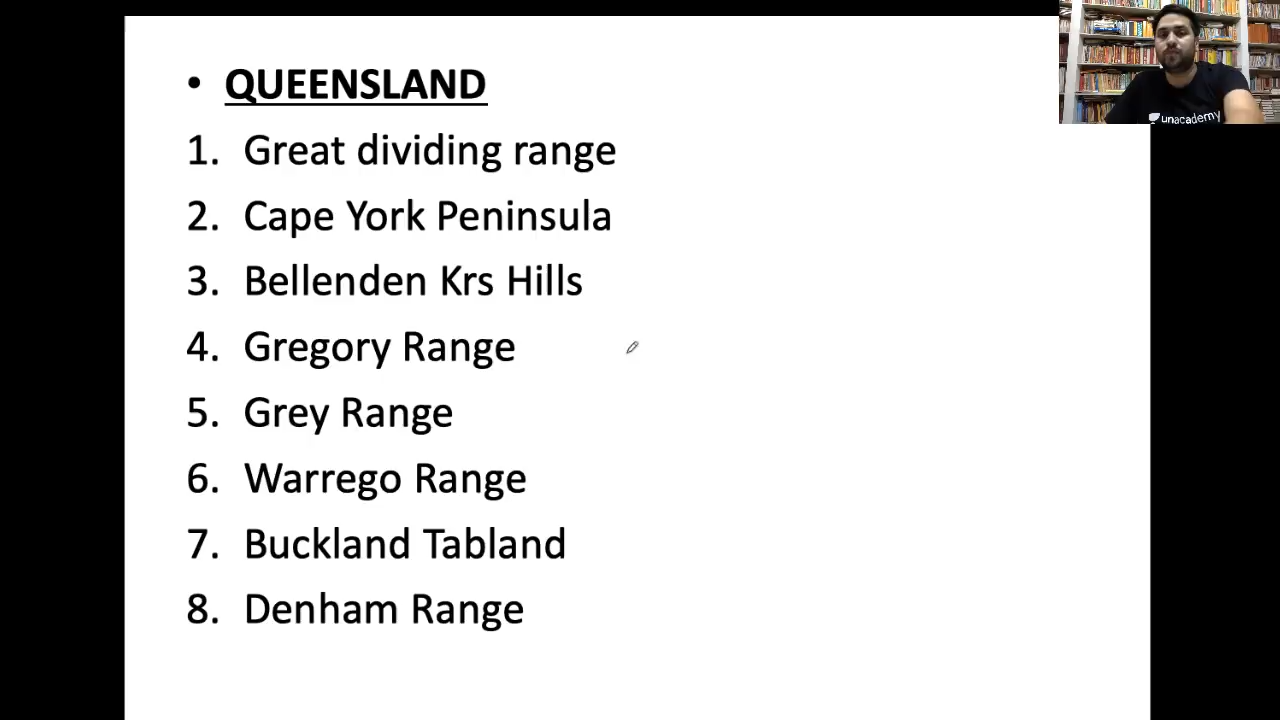 • QUEENSLAND
1. Great dividing range
2. Cape York Peninsula
3. Bellenden Krs Hills
4. Gregory Range
5. Grey Range
6. Warrego Range
7. Buckland Tabland
8. Denham Range
unacademy